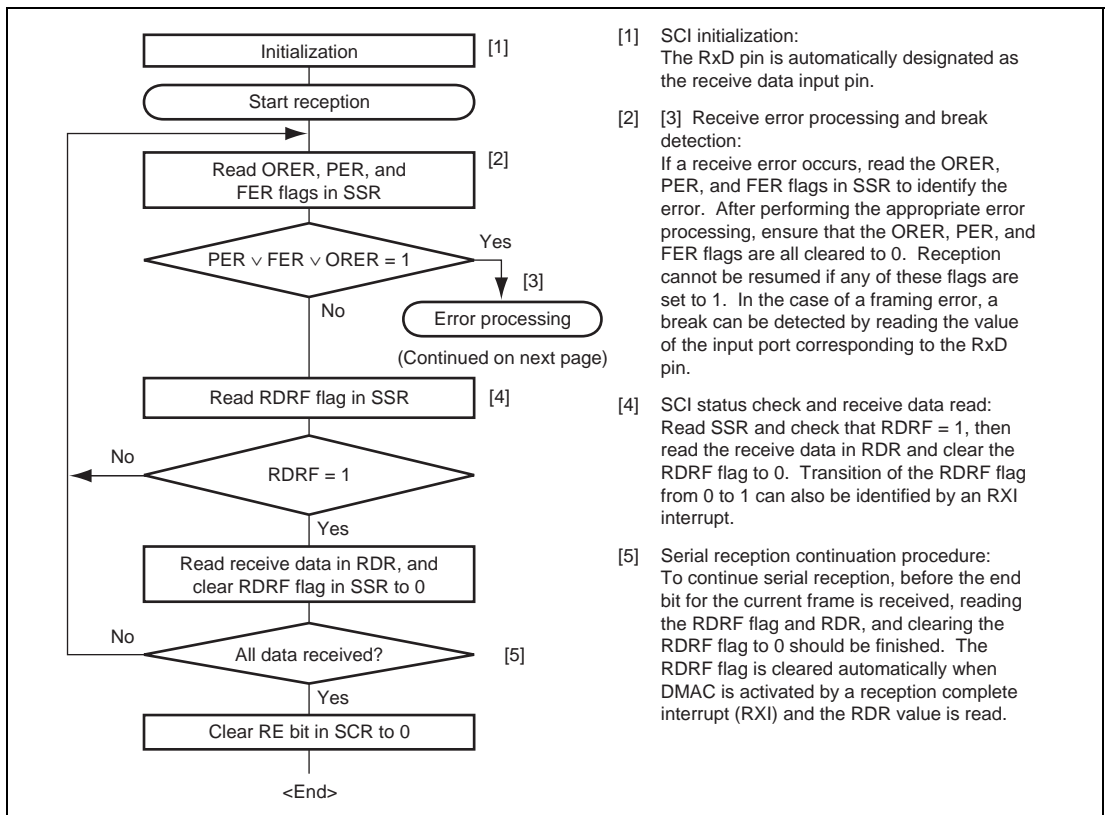 Initialization
[1]
Start reception
Read ORER, PER, and
FER flags in SSR
[2]
PER ∨ FER ∨ ORER = 1
Yes
[3]
No
Error processing
(Continued on next page)
Read RDRF flag in SSR
[4]
No
RDRF = 1
Yes
Read receive data in RDR, and
clear RDRF flag in SSR to 0
No
All data received?
[5]
Yes
Clear RE bit in SCR to 0
<End>
[1] SCI initialization:
The RxD pin is automatically designated as
the receive data input pin.
[2] [3] Receive error processing and break
detection:
If a receive error occurs, read the ORER,
PER, and FER flags in SSR to identify the
error. After performing the appropriate error
processing, ensure that the ORER, PER, and
FER flags are all cleared to 0. Reception
cannot be resumed if any of these flags are
set to 1. In the case of a framing error, a
break can be detected by reading the value
of the input port corresponding to the RxD
pin.
[4] SCI status check and receive data read:
Read SSR and check that RDRF = 1, then
read the receive data in RDR and clear the
RDRF flag to 0. Transition of the RDRF flag
from 0 to 1 can also be identified by an RXI
interrupt.
[5] Serial reception continuation procedure:
To continue serial reception, before the end
bit for the current frame is received, reading
the RDRF flag and RDR, and clearing the
RDRF flag to 0 should be finished. The
RDRF flag is cleared automatically when
DMAC is activated by a reception complete
interrupt (RXI) and the RDR value is read.